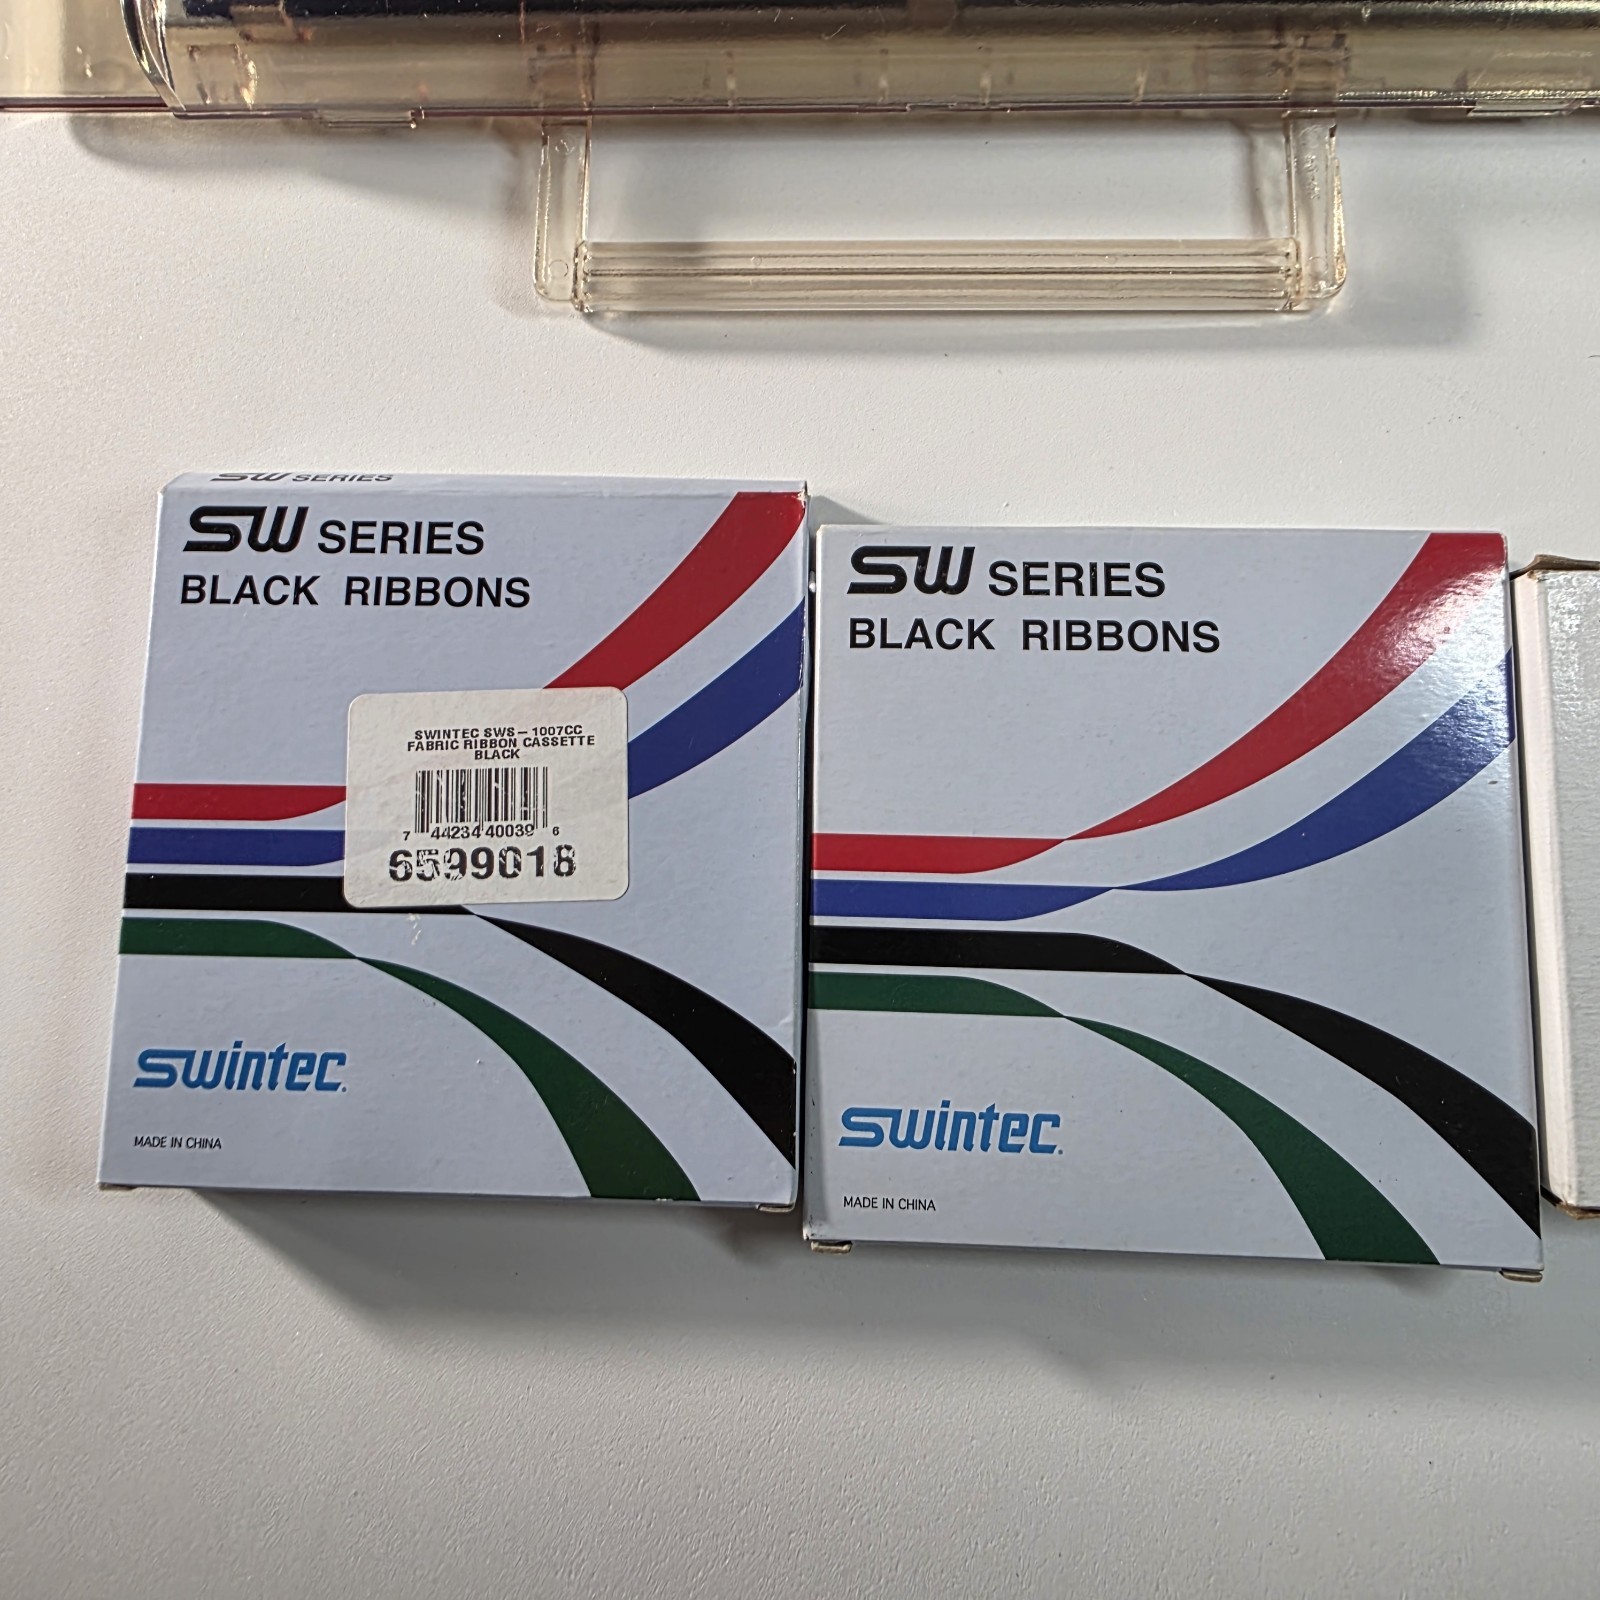 SW SERIES
SW SERIES
BLACK RIBBONS
SWINTEC SWS-1007CC
FABRIC RIBBON CASSETTE
BLACK
7 44234 40039 6
6599018
swintec.
MADE IN CHINA
SW SERIES
BLACK RIBBONS
swintec.
MADE IN CHINA